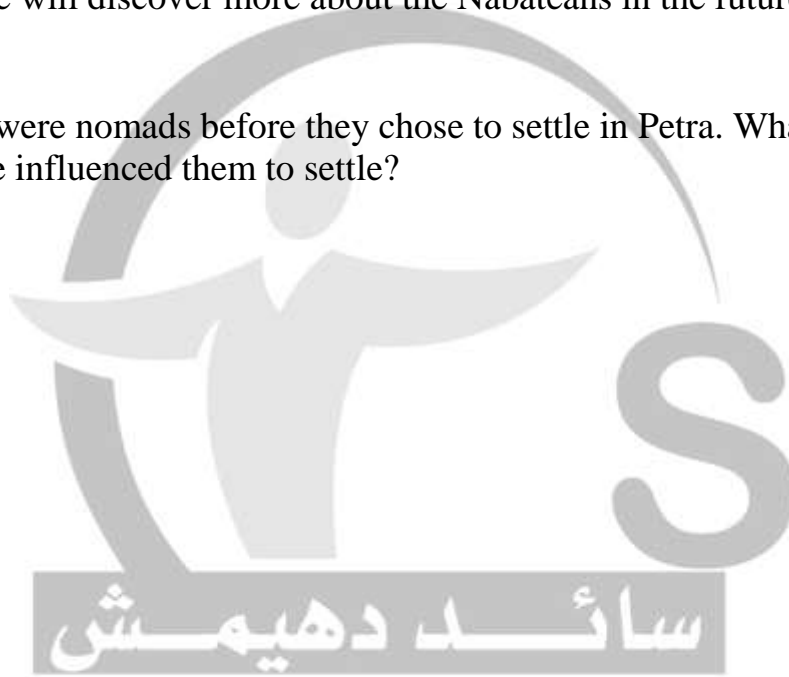 will discover more about the Nabateans in the future
were nomads before they chose to settle in Petra.
influenced them to settle?
S
سائد دهيمش